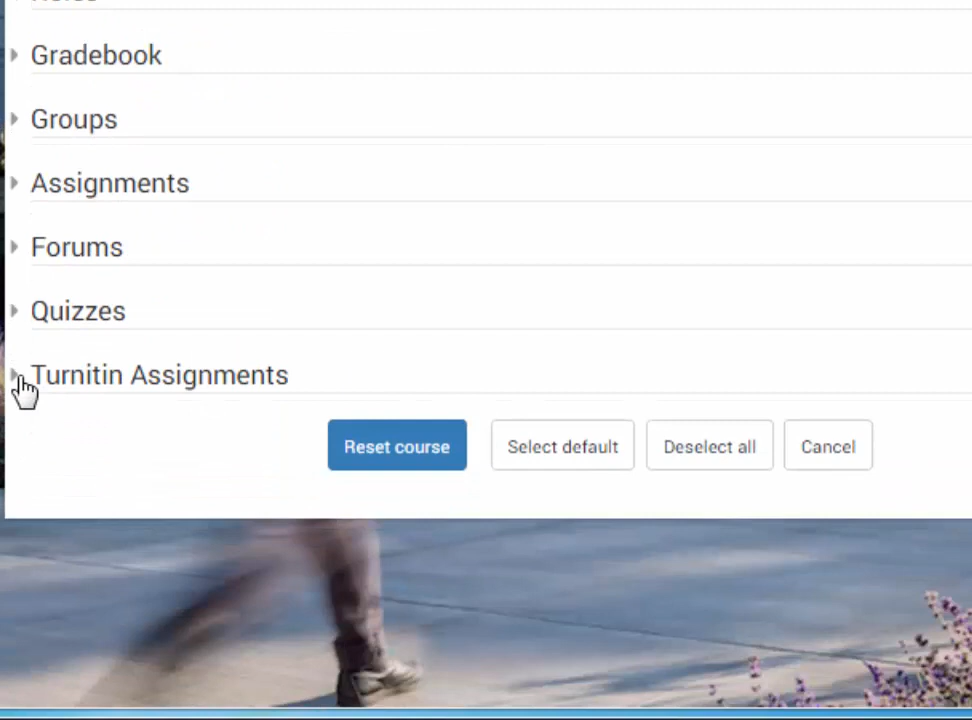 Gradebook
Groups
Assignments
Forums
Quizzes
Turnitin Assignments
Reset course Select default Deselect all Cancel